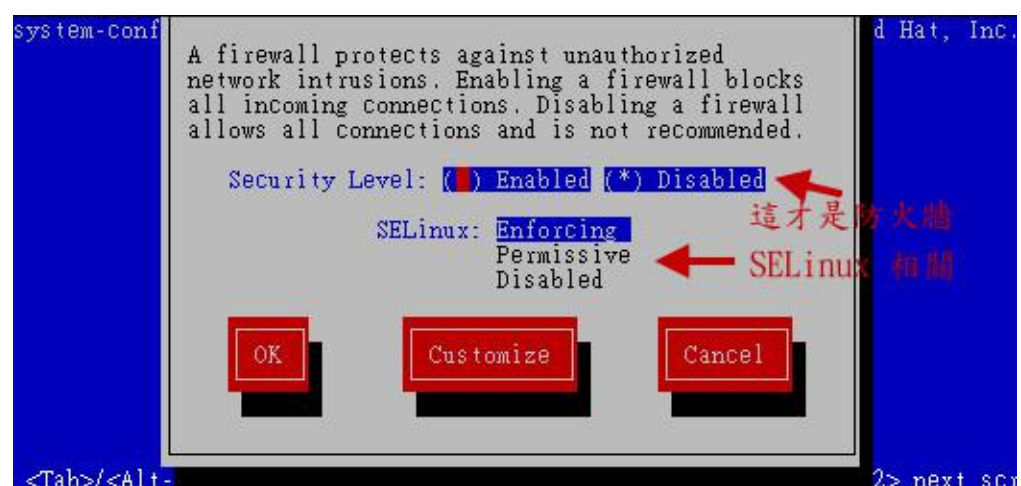 system-conf
d Hat, Inc.
A firewall protects against unauthorized
network intrusions. Enabling a firewall blocks
all incoming connections. Disabling a firewall
allows all connections and is not recommended.
Security Level: ( ) Enabled (*) Disabled
這才是防火牆
SELinux: Enforcing
Permissive
SELinux 相關
Disabled
OK
Customize
Cancel
<Tab>/<Alt-
2> next scr